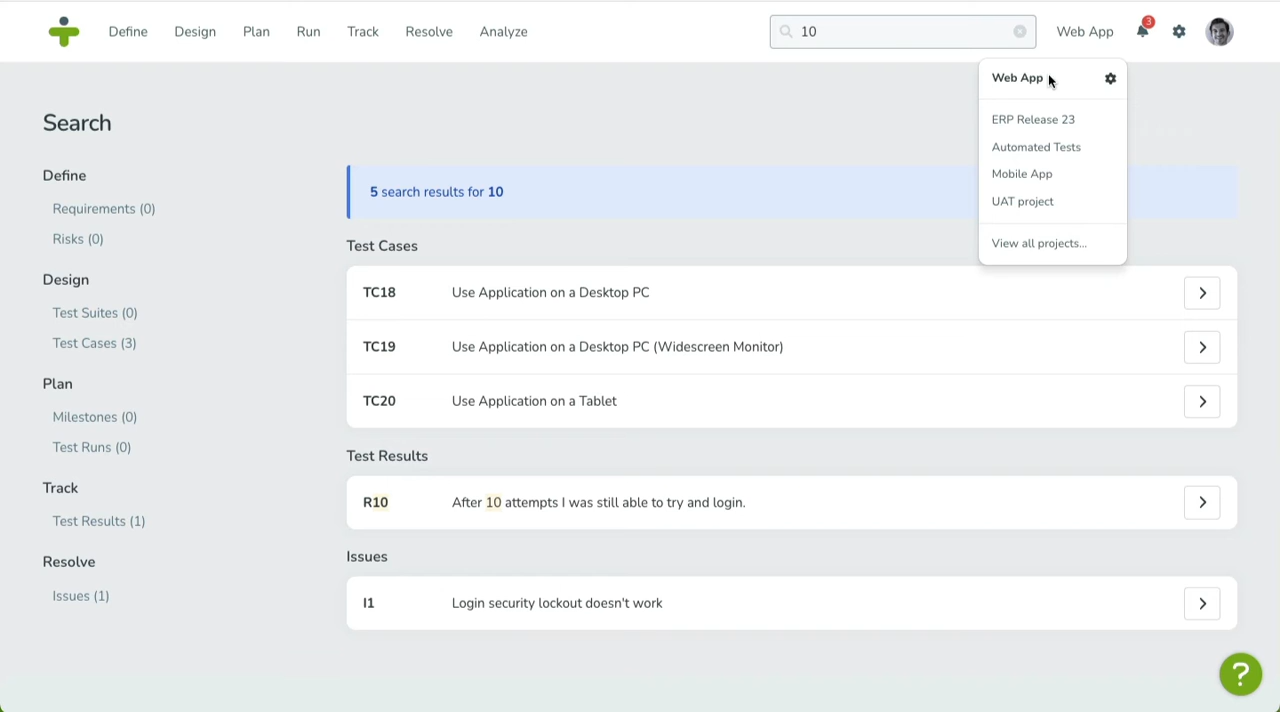 Define Design Plan Run Track Resolve Analyze 10 Web App 3
Web App
ERP Release 23
Automated Tests
Mobile App
UAT project
View all projects...
Search
Define
Requirements (0)
Risks (0)
Design
Test Suites (0)
Test Cases (3)
Plan
Milestones (0)
Test Runs (0)
Track
Test Results (1)
Resolve
Issues (1)
5 search results for 10
Test Cases
TC18 Use Application on a Desktop PC
TC19 Use Application on a Desktop PC (Widescreen Monitor)
TC20 Use Application on a Tablet
Test Results
R10 After 10 attempts I was still able to try and login.
Issues
I1 Login security lockout doesn't work
?